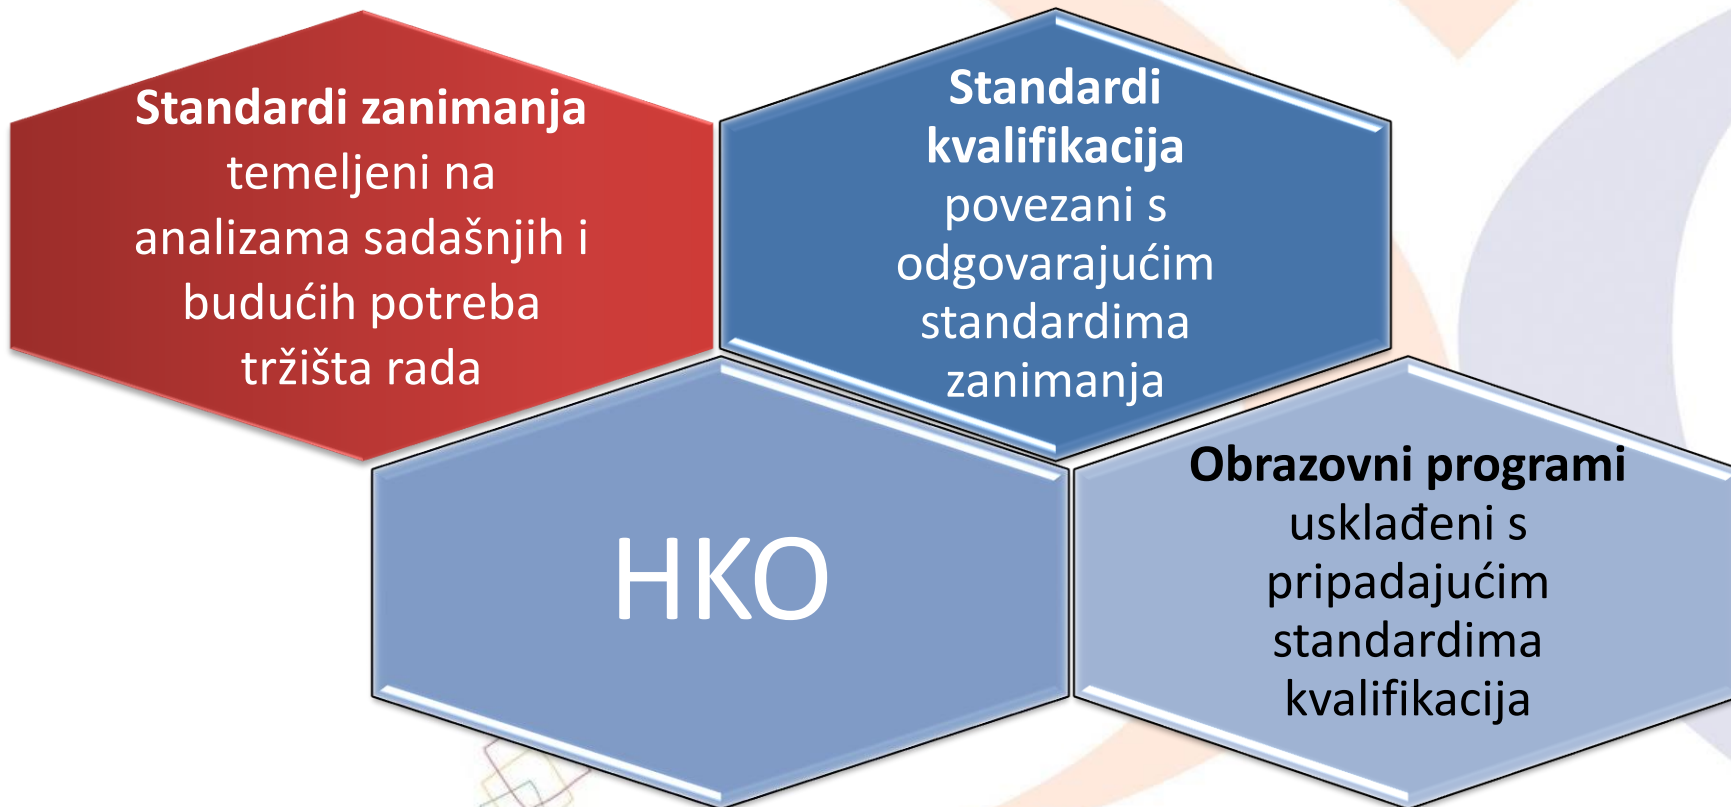 Standardi zanimanja
temeljeni na
analizama sadašnjih i
budućih potreba
tržišta rada
Standardi
kvalifikacija
povezani s
odgovarajućim
standardima
zanimanja
HKO
Obrazovni programi
usklađeni s
pripadajućim
standardima
kvalifikacija